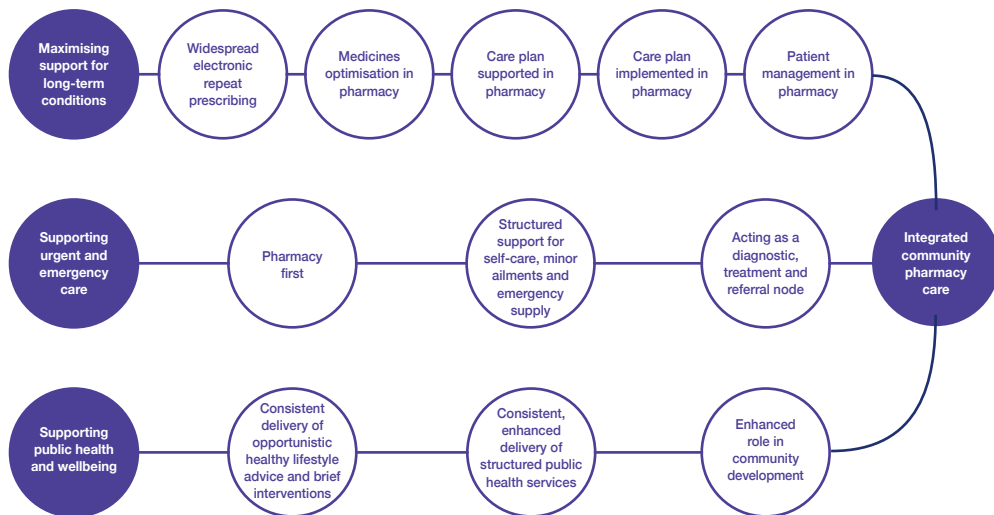 Maximising
support for
long-term
conditions
Widespread
electronic
repeat
prescribing
Medicines
optimisation in
pharmacy
Care plan
supported in
pharmacy
Care plan
implemented in
pharmacy
Patient
management in
pharmacy
Supporting
urgent and
emergency
care
Pharmacy
first
Structured
support for
self-care, minor
ailments and
emergency
supply
Acting as a
diagnostic,
treatment and
referral node
Integrated
community
pharmacy
care
Supporting
public health
and wellbeing
Consistent
delivery of
opportunistic
healthy lifestyle
advice and brief
interventions
Consistent,
enhanced
delivery of
structured public
health services
Enhanced
role in
community
development